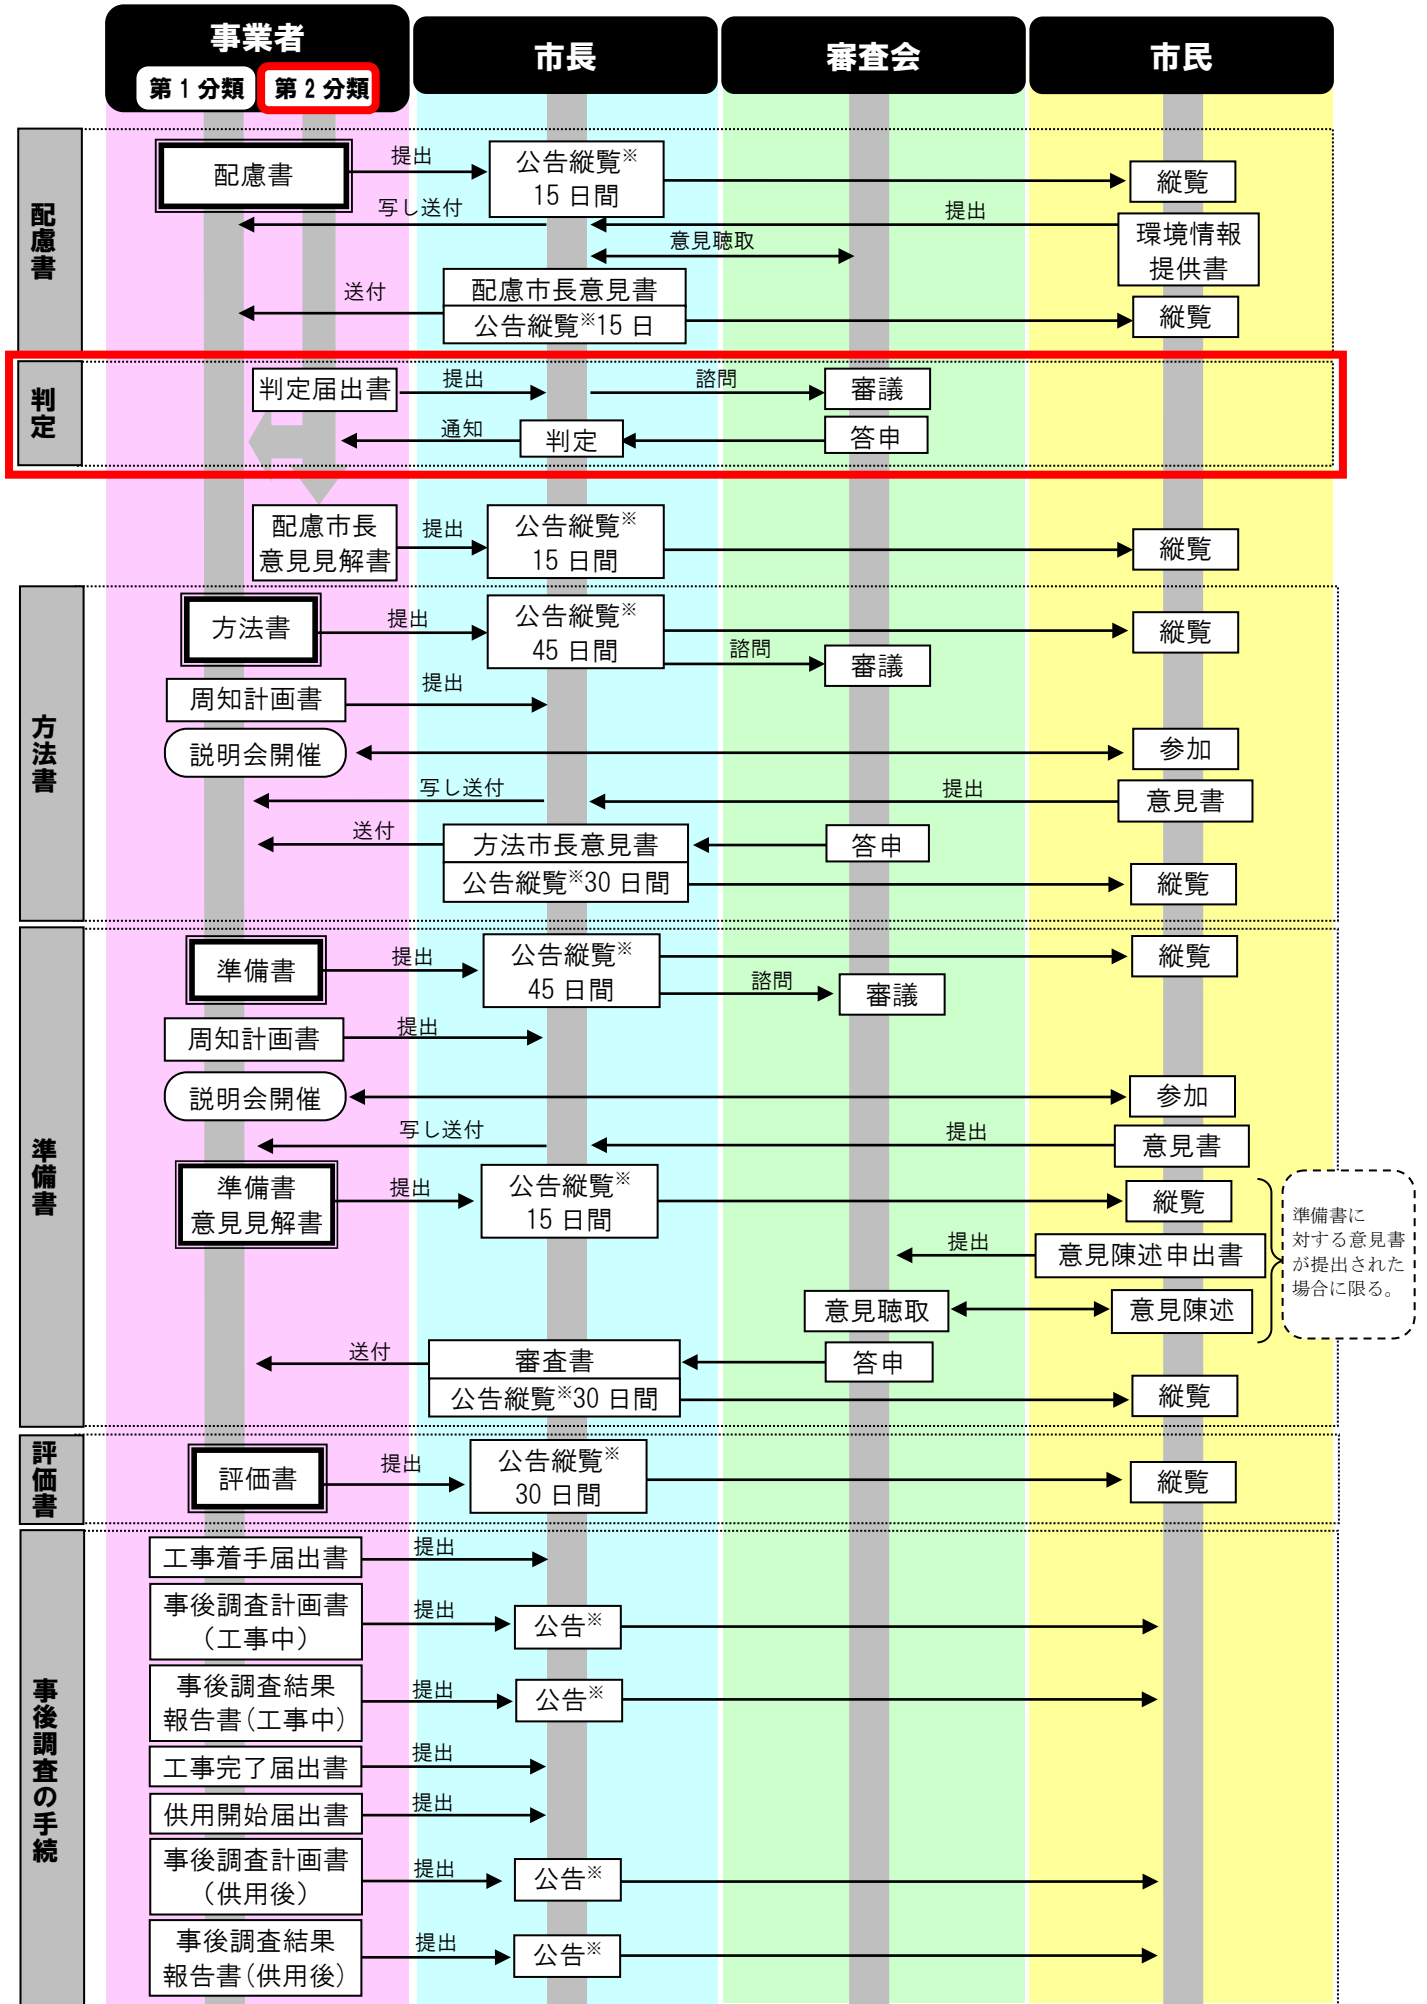 事業者
市長
審査会
市民
第1分類
第2分類
配慮書
配慮書
提出
公告縦覧※
15日間
縦覧
写し送付
提出
環境情報
提供書
意見聴取
配慮市長意見書
送付
公告縦覧※15日
縦覧
判定
判定届出書
提出
諮問
審議
通知
判定
答申
配慮市長
意見見解書
提出
公告縦覧※
15日間
縦覧
方法書
方法書
提出
公告縦覧※
45日間
縦覧
諮問
審議
周知計画書
提出
説明会開催
参加
写し送付
提出
意見書
送付
方法市長意見書
答申
公告縦覧※30日間
縦覧
準備書
準備書
提出
公告縦覧※
45日間
縦覧
諮問
審議
周知計画書
提出
説明会開催
参加
写し送付
提出
意見書
準備書
意見見解書
提出
公告縦覧※
15日間
縦覧
準備書に
対する意見書
が提出された
場合に限る。
提出
意見陳述申出書
意見聴取
意見陳述
送付
審査書
答申
公告縦覧※30日間
縦覧
評価書
評価書
提出
公告縦覧※
30日間
縦覧
事後調査の手続
工事着手届出書
提出
事後調査計画書
(工事中)
提出
公告※
事後調査結果
報告書(工事中)
提出
公告※
工事完了届出書
提出
供用開始届出書
提出
事後調査計画書
(供用後)
提出
公告※
事後調査結果
報告書(供用後)
提出
公告※